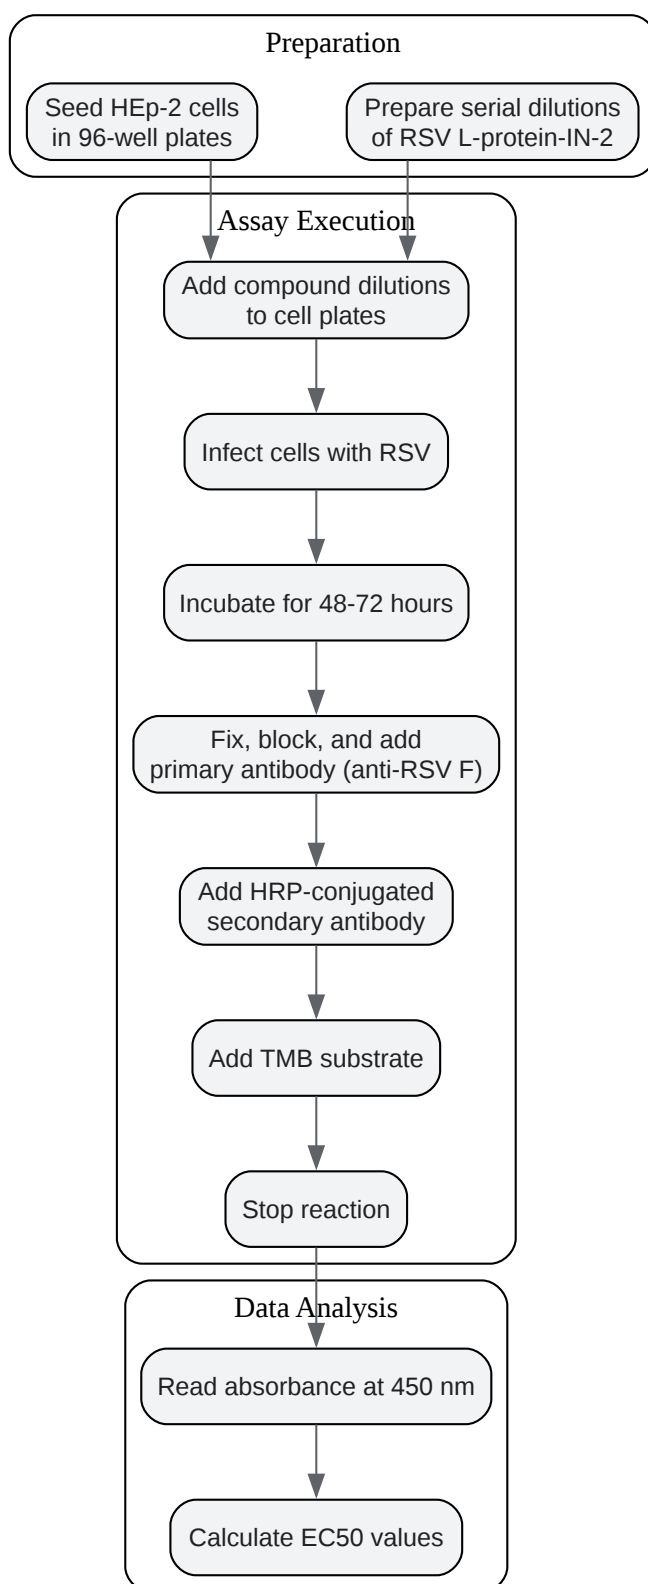 Preparation
Seed HEp-2 cells
in 96-well plates
Prepare serial dilutions
of RSV L-protein-IN-2
Assay Execution
Add compound dilutions
to cell plates
Infect cells with RSV
Incubate for 48-72 hours
Fix, block, and add
primary antibody (anti-RSV F)
Add HRP-conjugated
secondary antibody
Add TMB substrate
Stop reaction
Data Analysis
Read absorbance at 450 nm
Calculate EC50 values